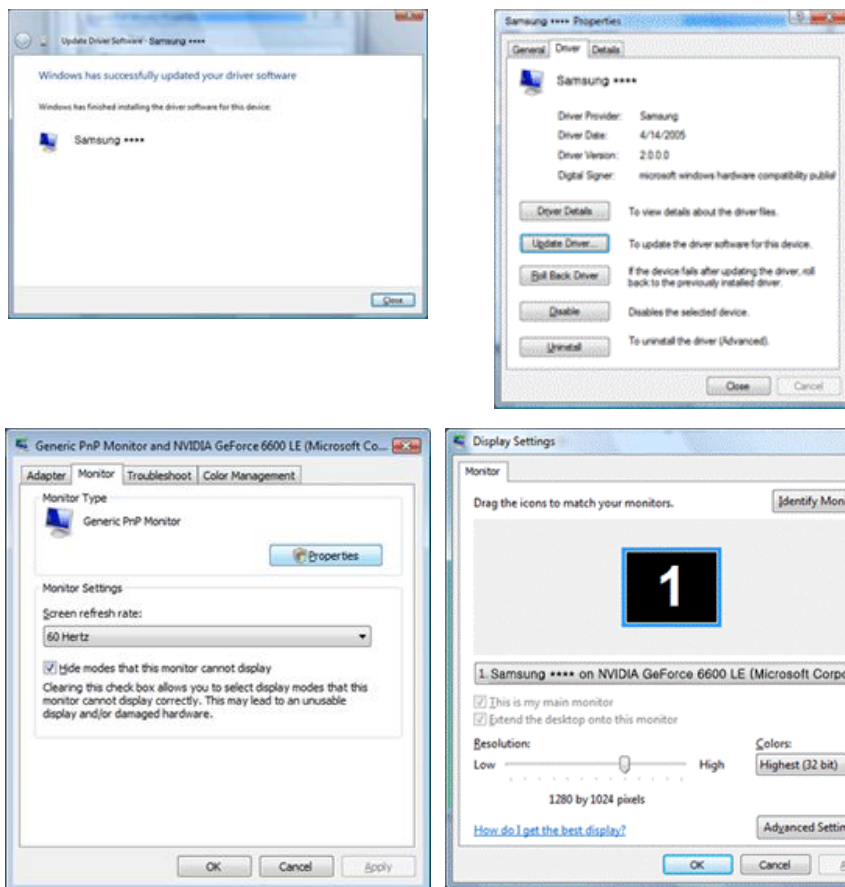 Update Driver Software - Samsung ****
Windows has successfully updated your driver software
Windows has finished installing the driver software for this device:
Samsung ****
Close
Samsung **** Properties
General Driver Details
Samsung ****
Driver Provider: Samsung
Driver Date: 4/14/2005
Driver Version: 2.0.0.0
Digital Signer: microsoft windows hardware compatibility publis
Driver Details To view details about the driver files.
Update Driver... To update the driver software for this device.
Roll Back Driver If the device fails after updating the driver, roll
back to the previously installed driver.
Disable Disables the selected device.
Uninstall To uninstall the driver (Advanced).
Close Cancel
Generic PnP Monitor and NVIDIA GeForce 6600 LE (Microsoft Co...
Adapter Monitor Troubleshoot Color Management
Monitor Type
Generic PnP Monitor
Properties
Monitor Settings
Screen refresh rate:
60 Hertz
Hide modes that this monitor cannot display
Clearing this check box allows you to select display modes that this
monitor cannot display correctly. This may lead to an unusable
display and/or damaged hardware.
OK Cancel Apply
Display Settings
Monitor
Drag the icons to match your monitors.
Identify Moni
1
1. Samsung **** on NVIDIA GeForce 6600 LE (Microsoft Corpo
This is my main monitor
Extend the desktop onto this monitor
Resolution: Colors:
Low High Highest (32 bit)
1280 by 1024 pixels
How do I get the best display? Advanced Settin
OK Cancel